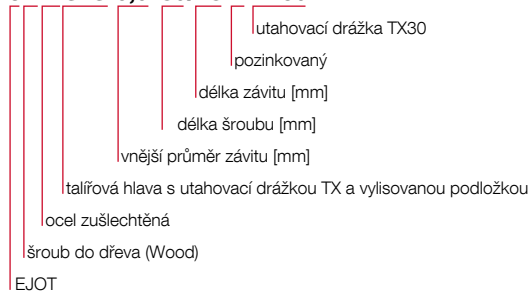 utahovací drážka TX30
pozinkovaný
délka závitu [mm]
délka šroubu [mm]
vnější průměr závitu [mm]
talířová hlava s utahovací drážkou TX a vylisovanou podložkou
ocel zušlechtěná
šroub do dřeva (Wood)
EJOT